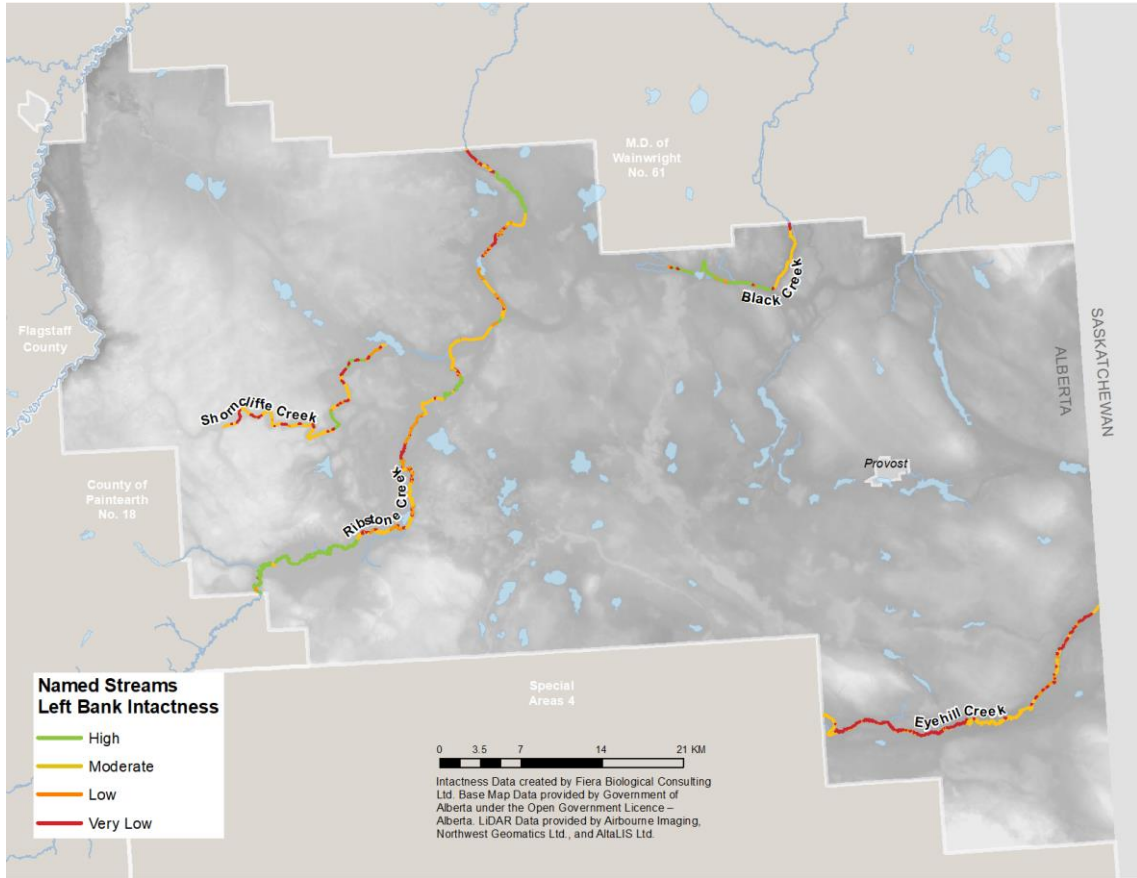 M.D. of
Wainwright
No. 61
Black Creek
SASKATCHEWAN
ALBERTA
Flagstaff
County
Shorncliffe Creek
Provost
County of
Paintearth
No. 18
Ribstone Creek
Special
Areas 4
Eyehill Creek
Named Streams
Left Bank Intactness
High
Moderate
Low
Very Low
0 3.5 7 14 21 KM
Intactness Data created by Fiera Biological Consulting
Ltd. Base Map Data provided by Government of
Alberta under the Open Government Licence –
Alberta. LiDAR Data provided by Airbourne Imaging,
Northwest Geomatics Ltd., and AltaLIS Ltd.